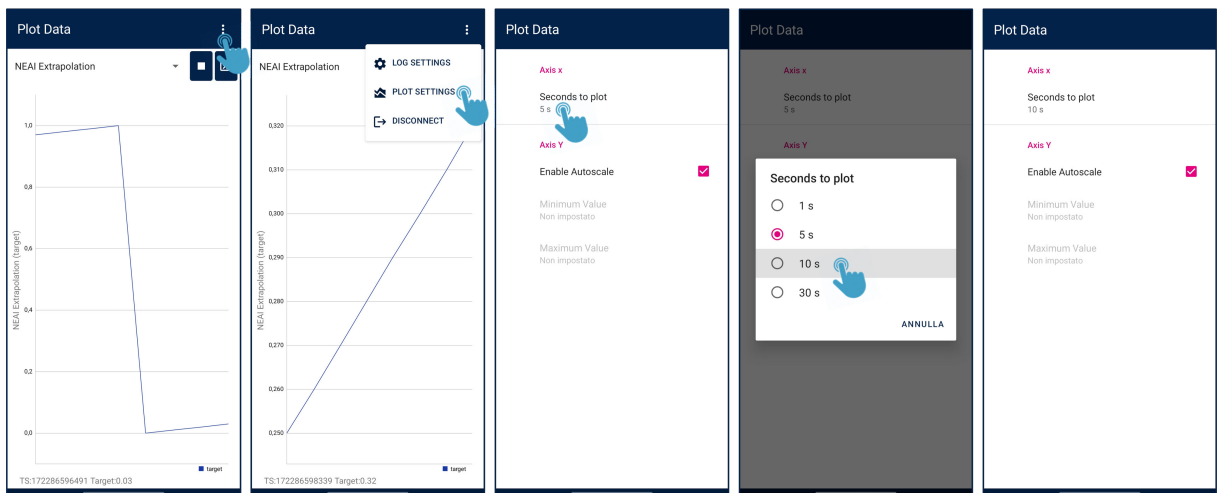 Plot Data
NEAI Extrapolation
1,0
0,8
0,6
0,4
0,2
0,0
NEAI Extrapolation (target)
target
TS:172286596491 Target:0.03
Plot Data
NEAI Extrapolation
LOG SETTINGS
PLOT SETTINGS
DISCONNECT
0,320
0,310
0,300
0,290
0,280
0,270
0,260
0,250
NEAI Extrapolation (target)
target
TS:172286598339 Target:0.32
Plot Data
Axis x
Seconds to plot
5 s
Axis Y
Enable Autoscale
Minimum Value
Non impostato
Maximum Value
Non impostato
Plot Data
Axis x
Seconds to plot
5 s
Axis Y
Seconds to plot
1 s
5 s
10 s
30 s
ANNULLA
Plot Data
Axis x
Seconds to plot
10 s
Axis Y
Enable Autoscale
Minimum Value
Non impostato
Maximum Value
Non impostato